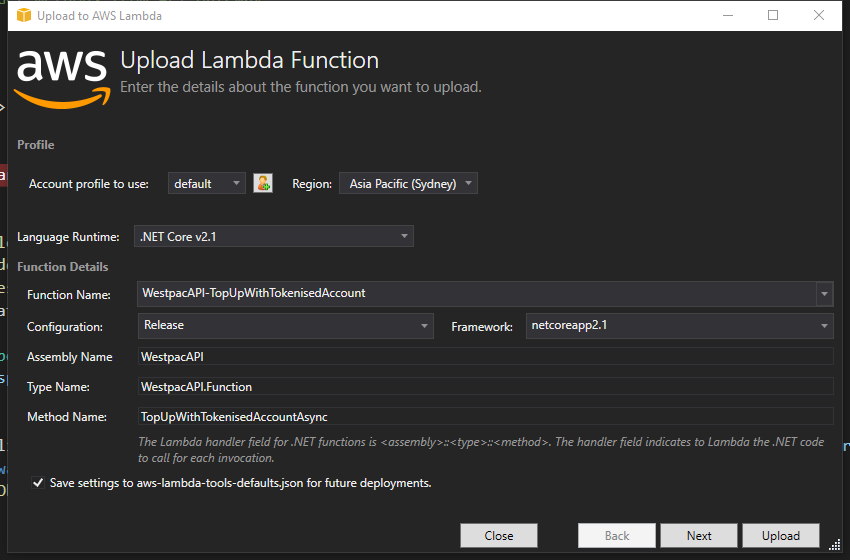 Upload to AWS Lambda
aws
Upload Lambda Function
Enter the details about the function you want to upload.
Profile
Account profile to use: default Region: Asia Pacific (Sydney)
Language Runtime: .NET Core v2.1
Function Details
Function Name: WestpacAPI-TopUpWithTokenisedAccount
Configuration: Release Framework: netcoreapp2.1
Assembly Name WestpacAPI
Type Name: WestpacAPI.Function
Method Name: TopUpWithTokenisedAccountAsync
The Lambda handler field for .NET functions is <assembly>::<type>::<method>. The handler field indicates to Lambda the .NET code
to call for each invocation.
Save settings to aws-lambda-tools-defaults.json for future deployments.
Close Back Next Upload